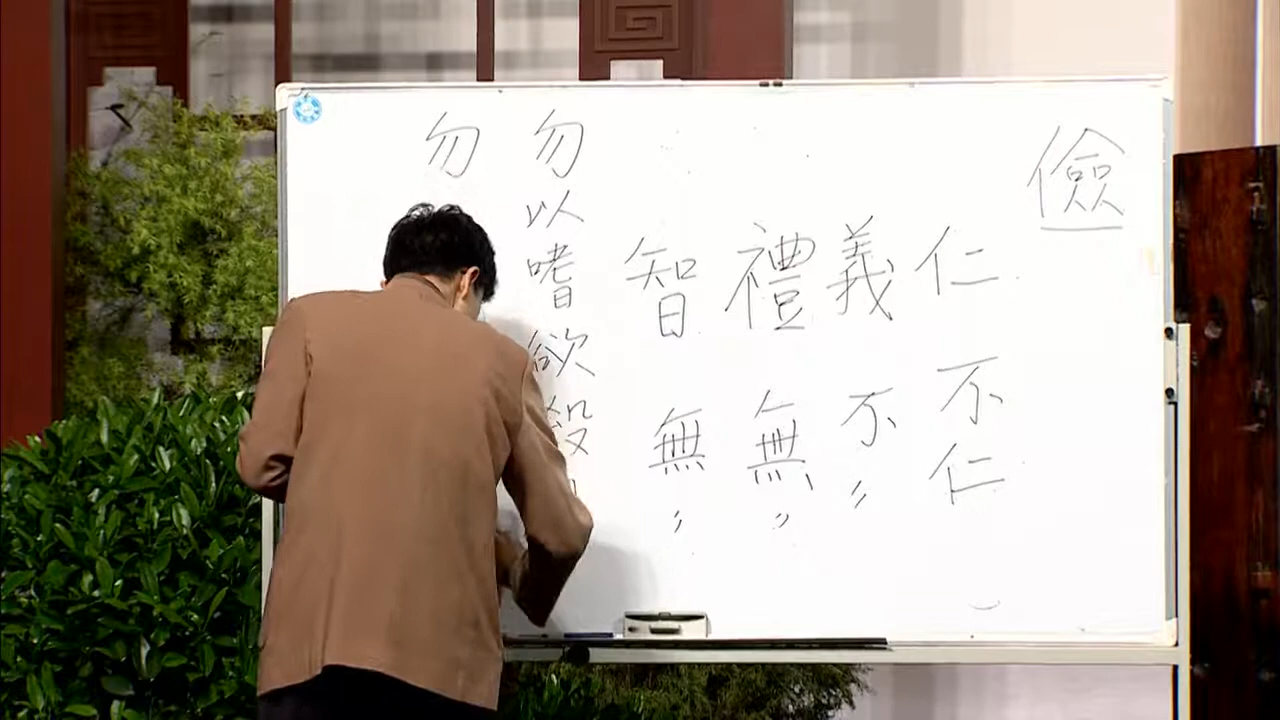 儉
仁 不仁
義 不〃
禮 無〃
智 無〃
勿以嗜欲殺
勿